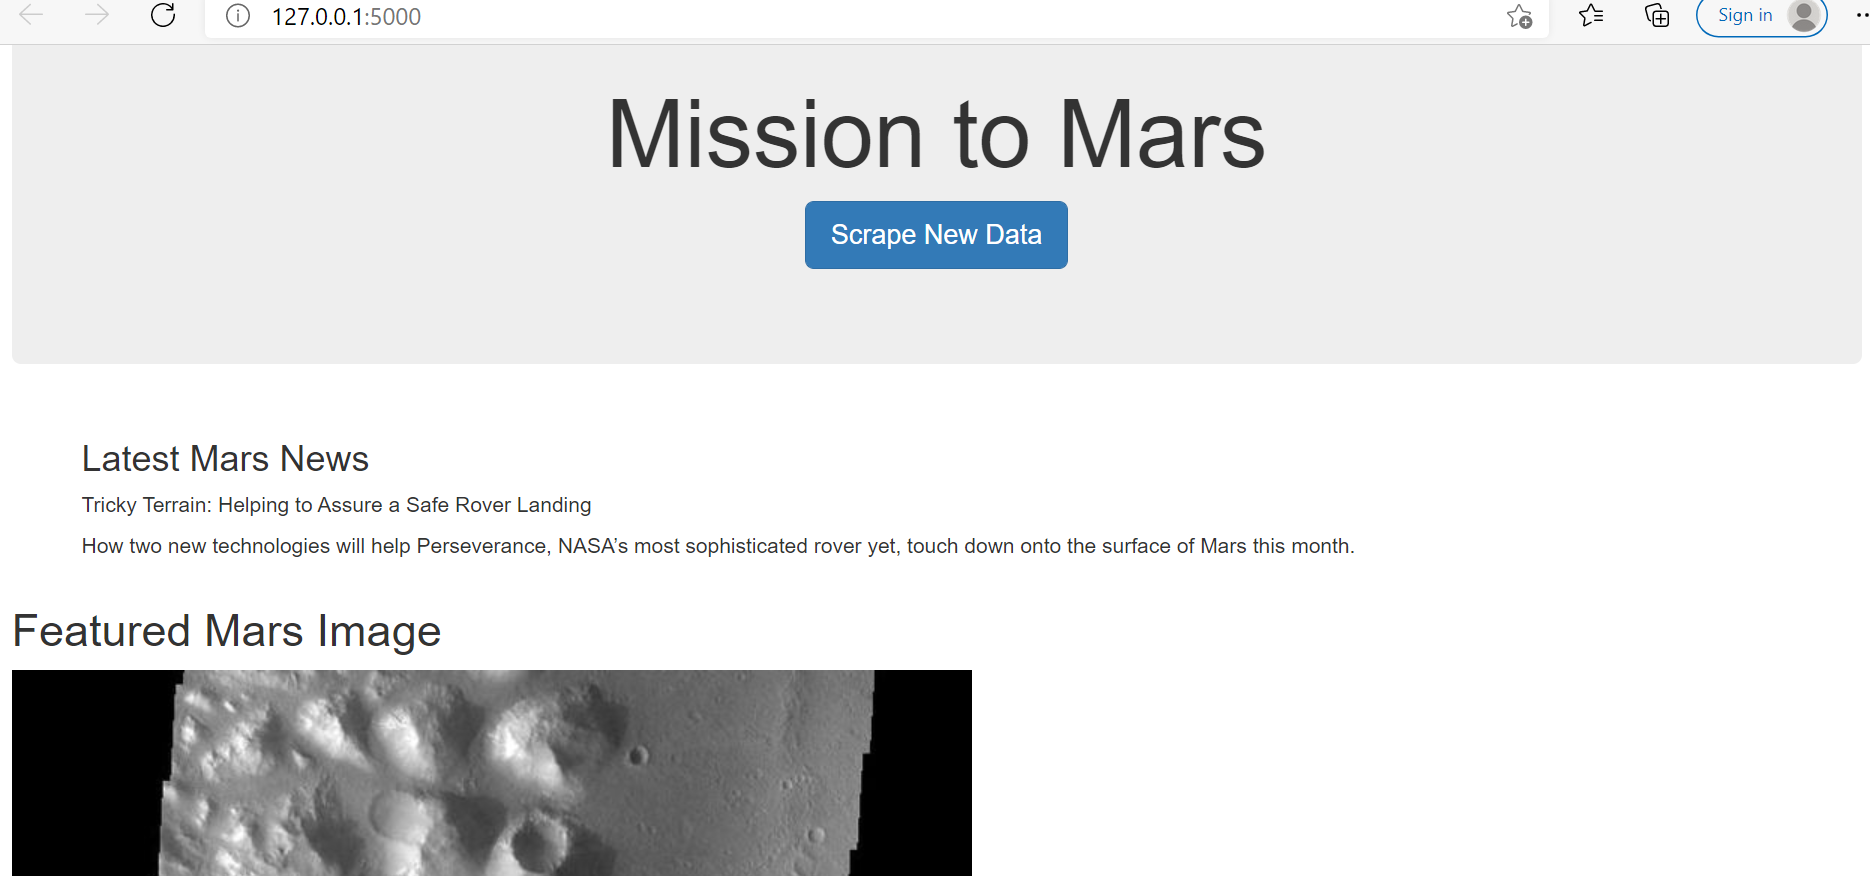 127.0.0.1:5000
Sign in
Mission to Mars
Scrape New Data
Latest Mars News
Tricky Terrain: Helping to Assure a Safe Rover Landing
How two new technologies will help Perseverance, NASA’s most sophisticated rover yet, touch down onto the surface of Mars this month.
Featured Mars Image